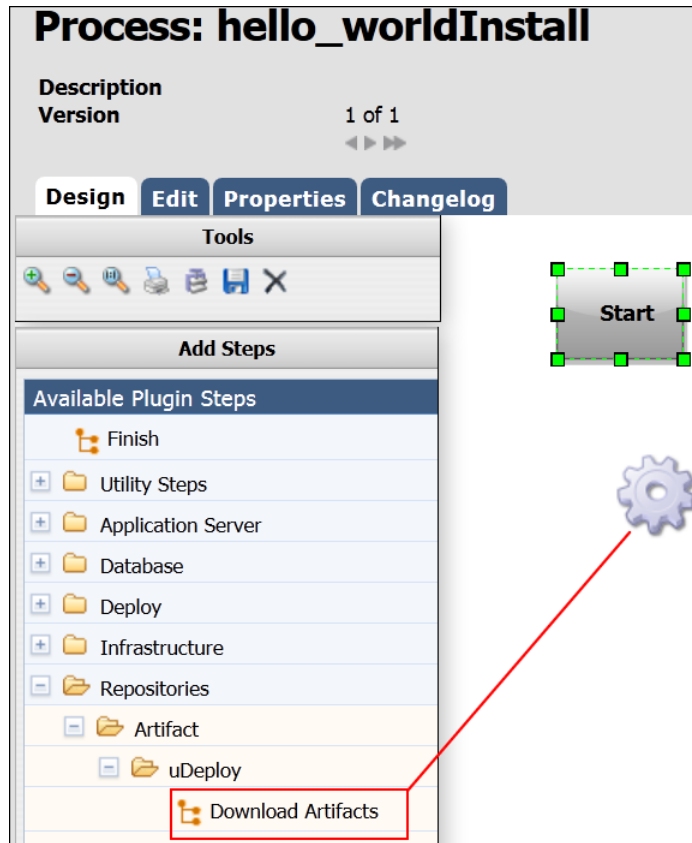 Process: hello_worldInstall
Description
Version 1 of 1
Design Edit Properties Changelog
Tools
Start
Add Steps
Available Plugin Steps
Finish
Utility Steps
Application Server
Database
Deploy
Infrastructure
Repositories
Artifact
uDeploy
Download Artifacts